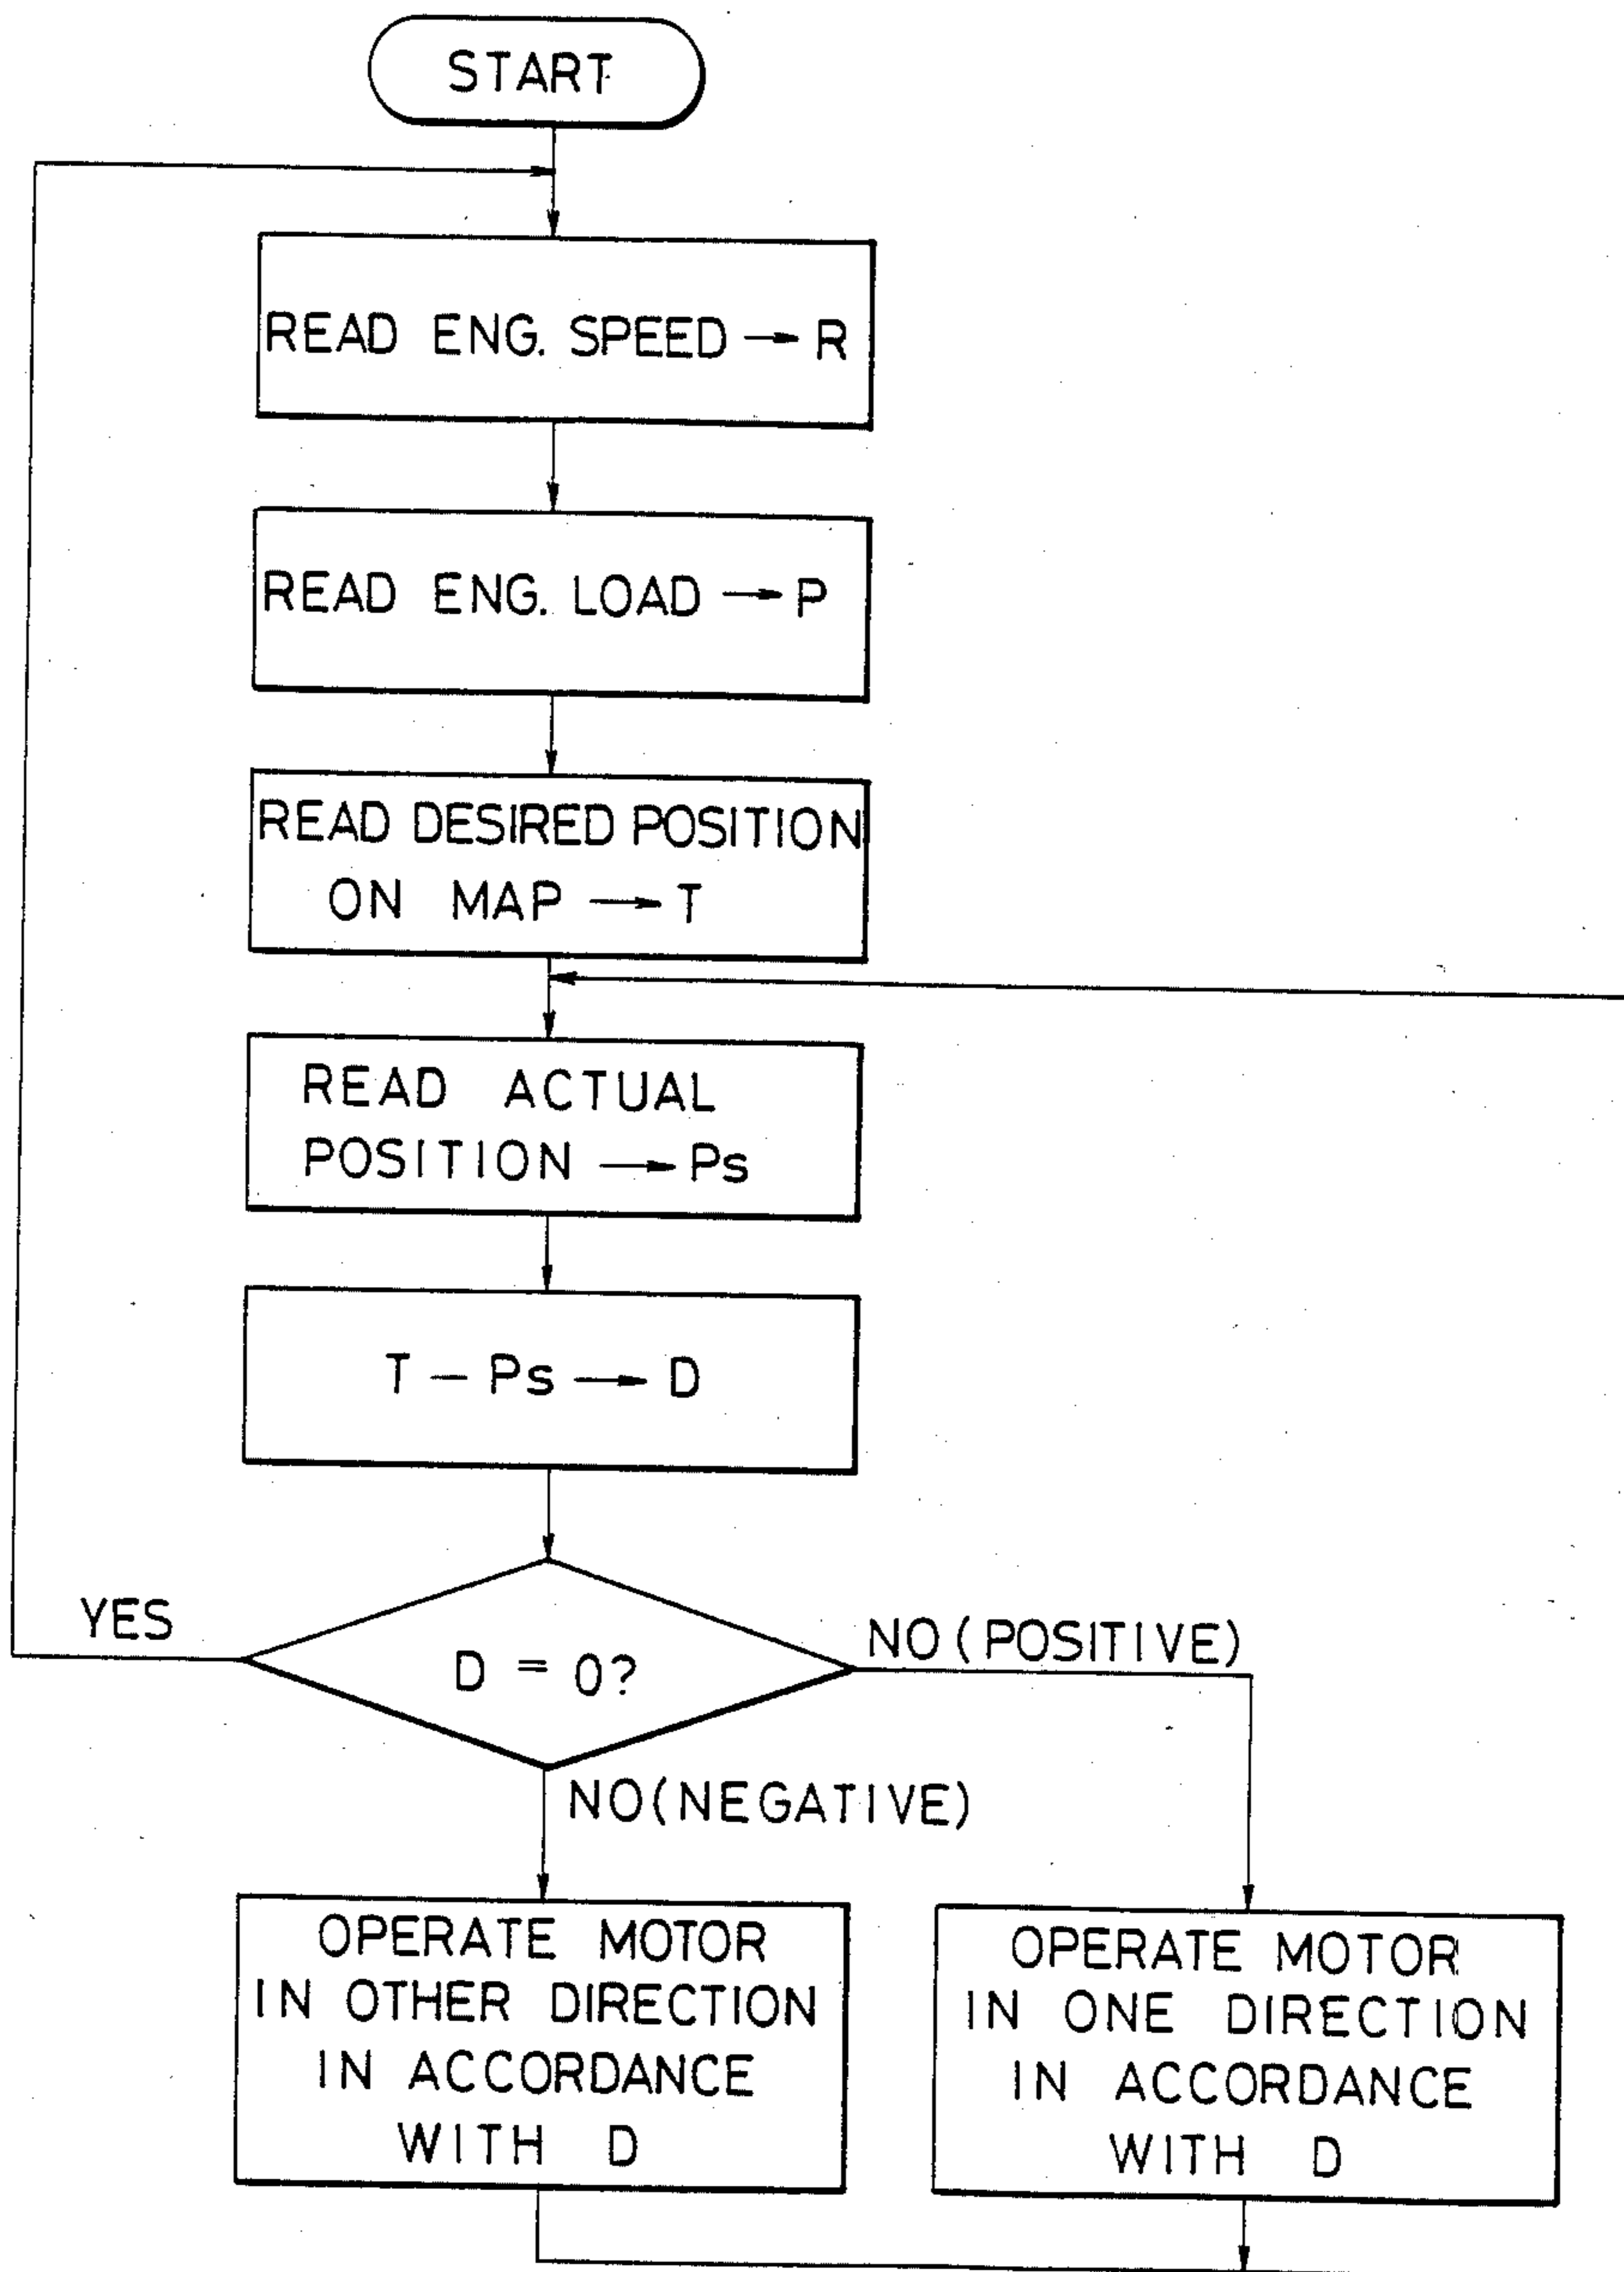 START
READ ENG. SPEED → R
READ ENG. LOAD → P
READ DESIRED POSITION
ON MAP → T
READ ACTUAL
POSITION → Ps
T – Ps → D
D = 0?
YES
NO (POSITIVE)
NO (NEGATIVE)
OPERATE MOTOR
IN OTHER DIRECTION
IN ACCORDANCE
WITH D
OPERATE MOTOR
IN ONE DIRECTION
IN ACCORDANCE
WITH D